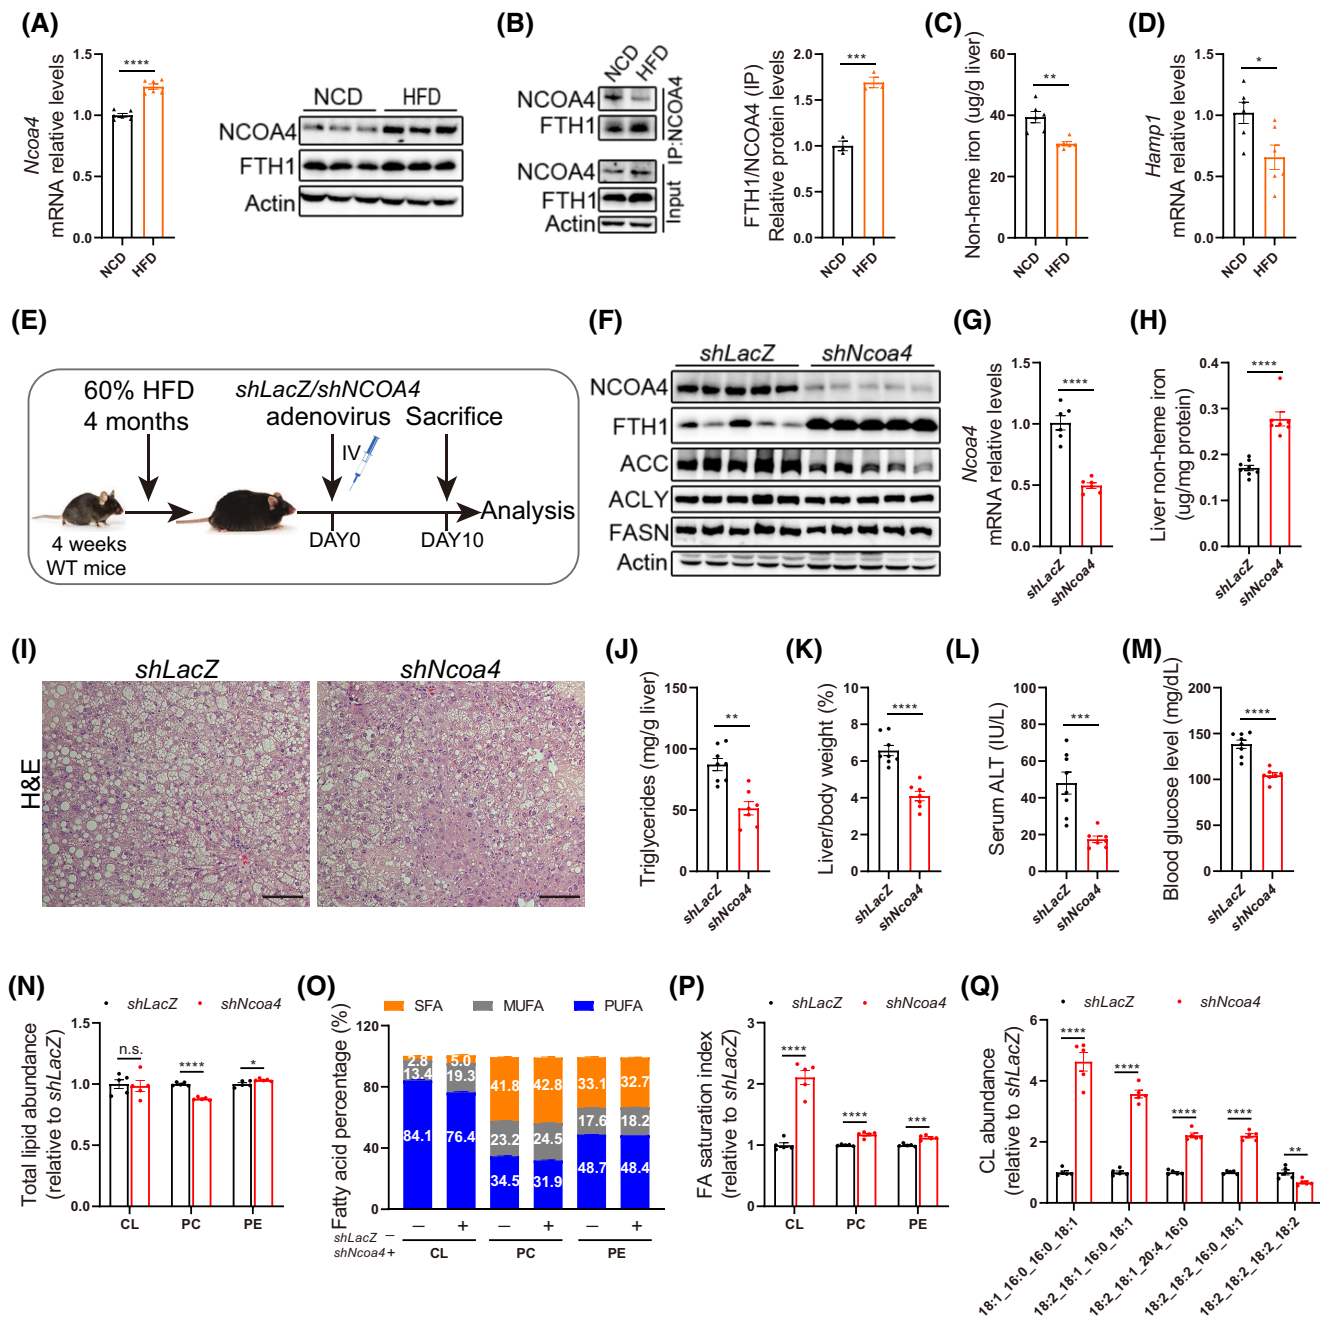 (A)
Ncoa4
mRNA relative levels
1.5
1.0
0.5
0.0
****
NCD
HFD
NCD HFD
NCOA4
FTH1
Actin
(B)
NCD
HFD
NCOA4
FTH1
IP:NCOA4
NCOA4
FTH1
Actin
Input
FTH1/NCOA4 (IP)
Relative protein levels
2.0
1.5
1.0
0.5
0.0
***
NCD
HFD
(C)
Non-heme iron (ug/g liver)
60
40
20
0
**
NCD
HFD
(D)
Hamp1
mRNA relative levels
1.5
1.0
0.5
0.0
*
NCD
HFD
(E)
60% HFD
4 months
shLacZ/shNCOA4
adenovirus
Sacrifice
IV
4 weeks
WT mice
DAY0
DAY10
Analysis
(F)
shLacZ shNcoa4
NCOA4
FTH1
ACC
ACLY
FASN
Actin
(G)
Ncoa4
mRNA relative levels
1.5
1.0
0.5
0.0
****
shLacZ
shNcoa4
(H)
Liver non-heme iron
(ug/mg protein)
0.4
0.3
0.2
0.1
0.0
****
shLacZ
shNcoa4
(I)
shLacZ
shNcoa4
H&E
(J)
Triglycerides (mg/g liver)
150
100
50
0
**
shLacZ
shNcoa4
(K)
Liver/body weight (%)
10
8
6
4
2
0
****
shLacZ
shNcoa4
(L)
Serum ALT (IU/L)
100
80
60
40
20
0
***
shLacZ
shNcoa4
(M)
Blood glucose level (mg/dL)
200
150
100
50
0
****
shLacZ
shNcoa4
(N)
shLacZ shNcoa4
Total lipid abundance
(relative to shLacZ)
1.5
1.0
0.5
0.0
n.s.
****
*
CL PC PE
(O)
SFA MUFA PUFA
Fatty acid percentage (%)
120
80
40
0
2.8 5.0
13.4 19.3
84.1 76.4
41.8 42.8
23.2 24.5
34.5 31.9
33.1 32.7
17.6 18.2
48.7 48.4
− + − + − +
shLacZ −
shNcoa4 +
CL PC PE
(P)
shLacZ shNcoa4
FA saturation index
(relative to shLacZ)
3
2
1
0
****
****
***
CL PC PE
(Q)
shLacZ shNcoa4
CL abundance
(relative to shLacZ)
6
4
2
0
****
****
****
****
**
18:1_16:0_16:0_18:1
18:2_18:1_16:0_18:1
18:2_18:1_20:4_16:0
18:2_18:2_16:0_18:1
18:2_18:2_18:2_18:2